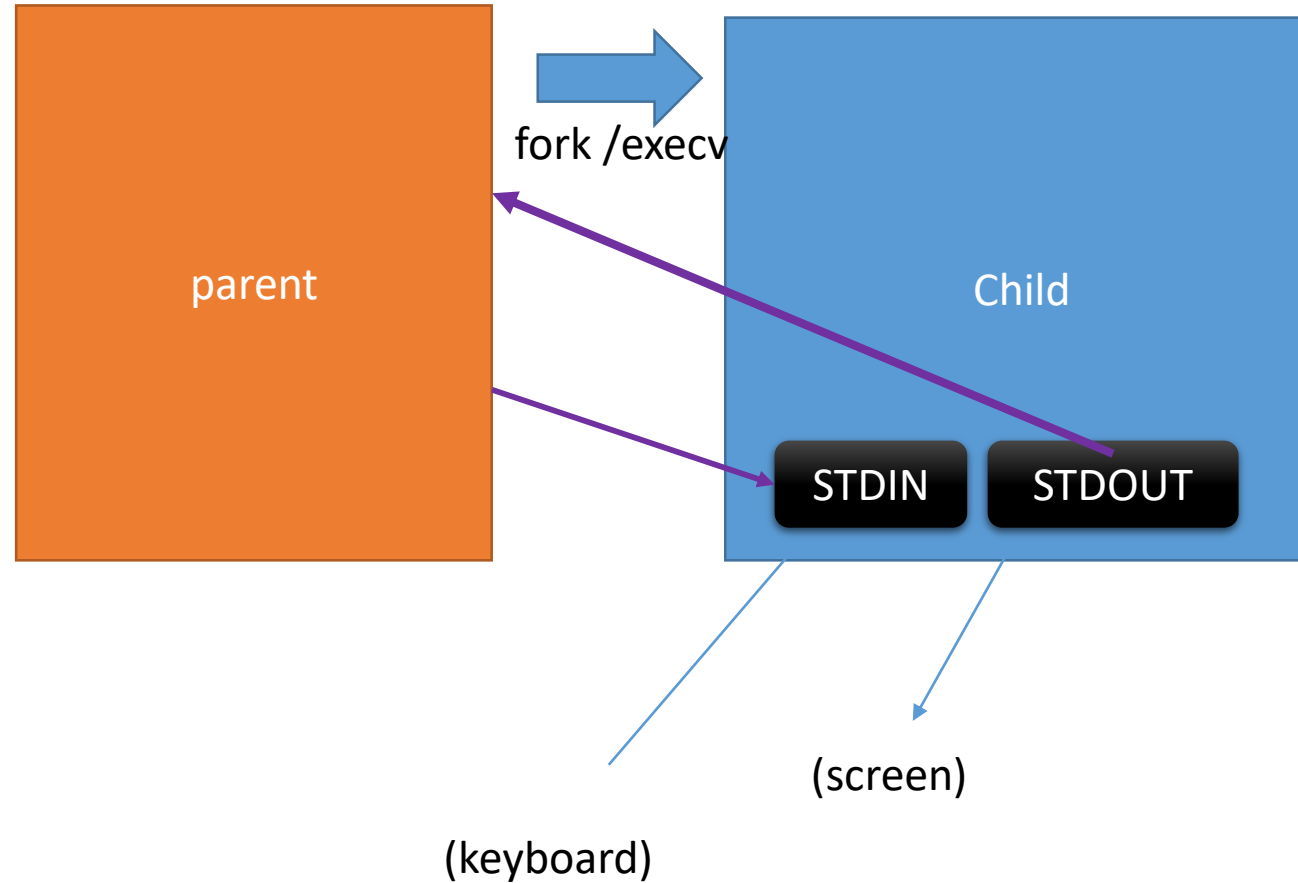 fork /execv
parent
Child
STDIN
STDOUT
(screen)
(keyboard)